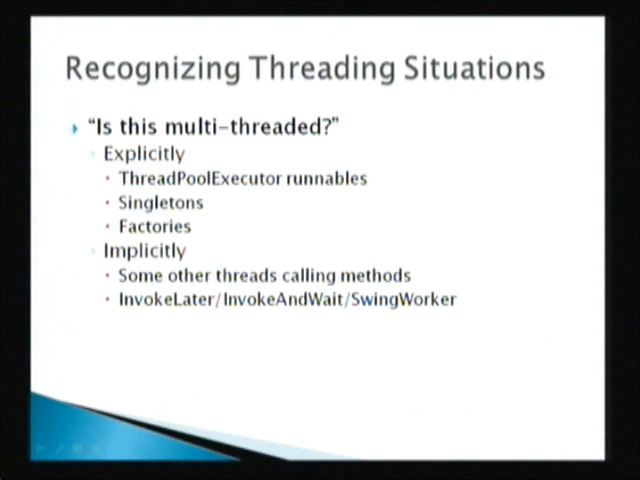 Recognizing Threading Situations
“Is this multi-threaded?”
Explicitly
ThreadPoolExecutor runnables
Singletons
Factories
Implicitly
Some other threads calling methods
InvokeLater/InvokeAndWait/SwingWorker